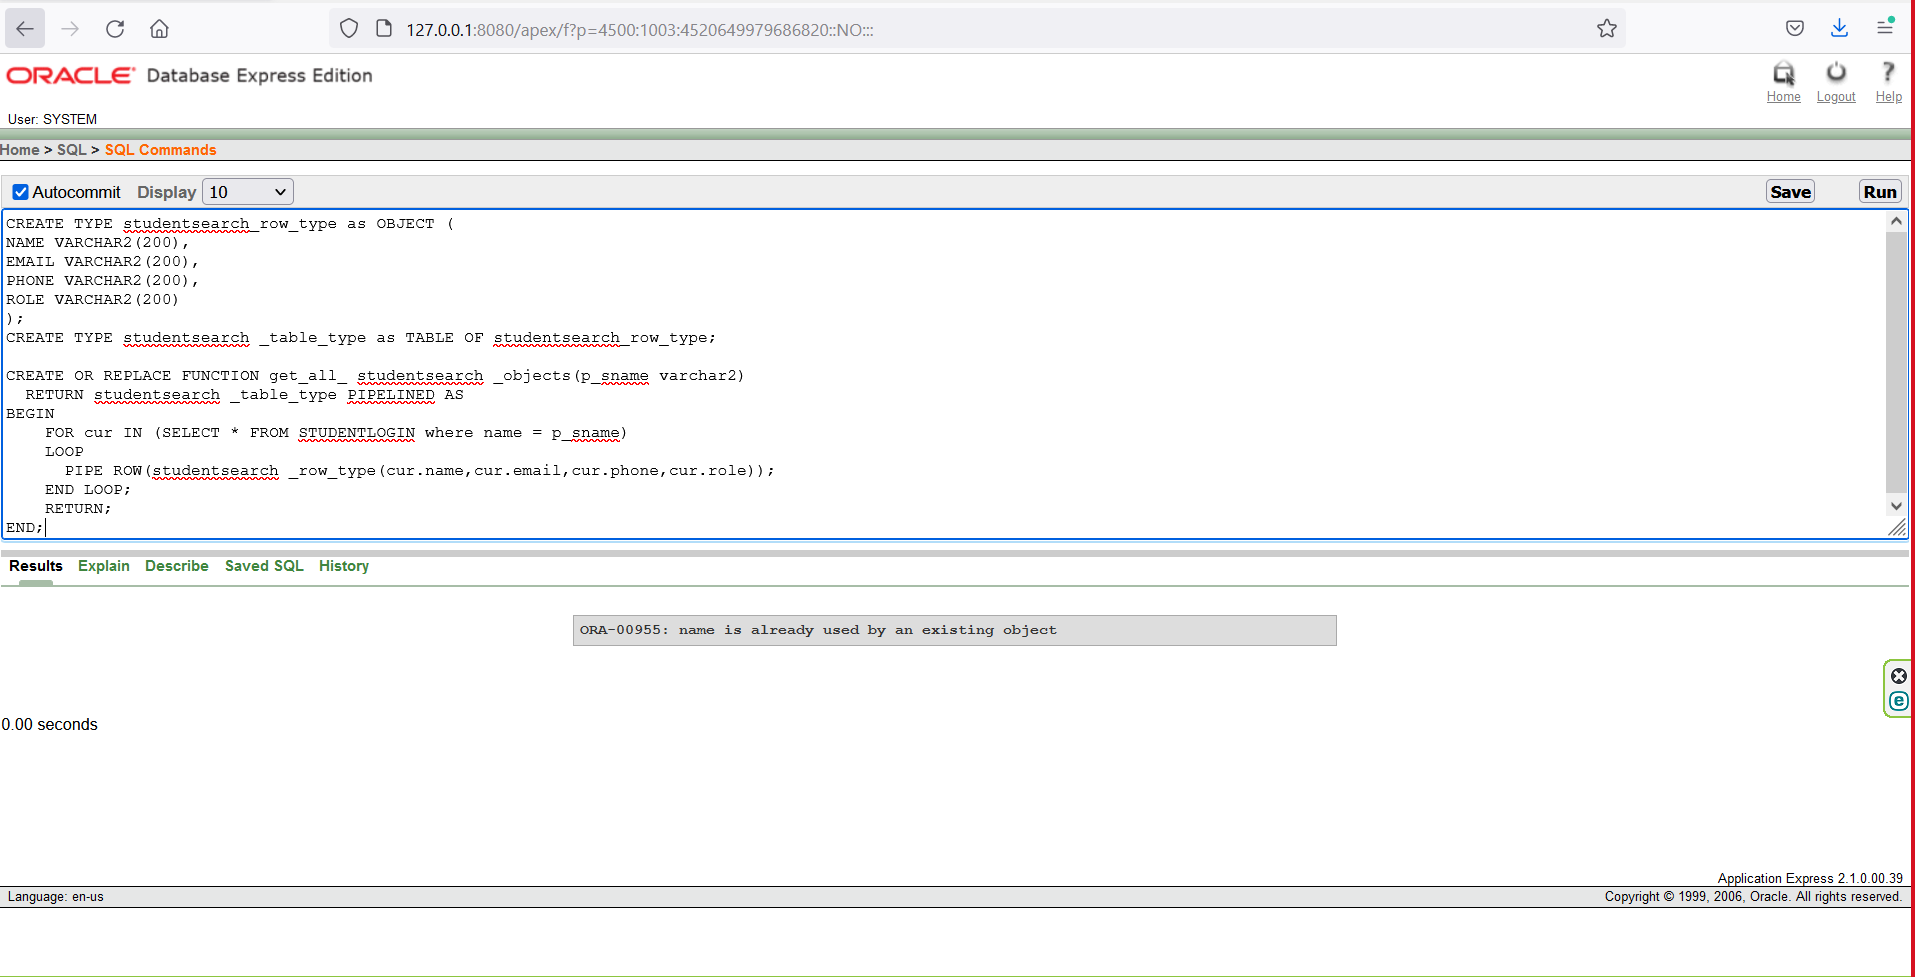 127.0.0.1:8080/apex/f?p=4500:1003:4520649979686820::NO:::
ORACLE Database Express Edition
Home Logout Help
User: SYSTEM
Home > SQL > SQL Commands
Autocommit Display 10 Save Run
CREATE TYPE studentsearch_row_type as OBJECT (
NAME VARCHAR2(200),
EMAIL VARCHAR2(200),
PHONE VARCHAR2(200),
ROLE VARCHAR2(200)
);
CREATE TYPE studentsearch _table_type as TABLE OF studentsearch_row_type;
CREATE OR REPLACE FUNCTION get_all_ studentsearch _objects(p_sname varchar2)
RETURN studentsearch _table_type PIPELINED AS
BEGIN
FOR cur IN (SELECT * FROM STUDENTLOGIN where name = p_sname)
LOOP
PIPE ROW(studentsearch _row_type(cur.name,cur.email,cur.phone,cur.role));
END LOOP;
RETURN;
END;
Results Explain Describe Saved SQL History
ORA-00955: name is already used by an existing object
0.00 seconds
Application Express 2.1.0.00.39
Language: en-us Copyright © 1999, 2006, Oracle. All rights reserved.